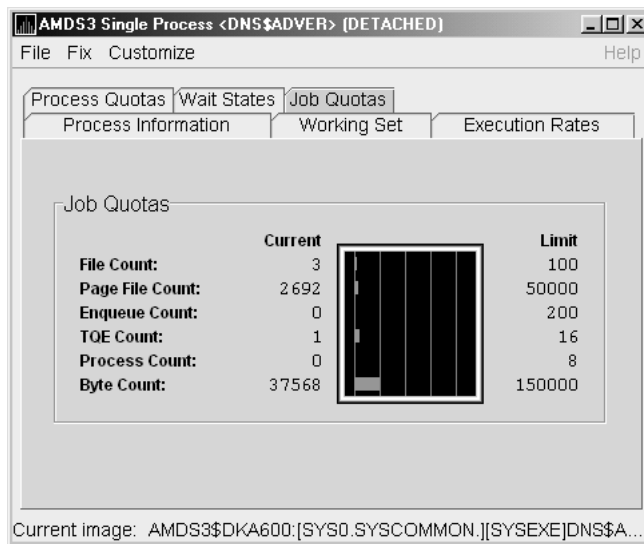 AMDS3 Single Process <DNS$ADVER> (DETACHED)
File Fix Customize Help
Process Quotas Wait States Job Quotas
Process Information Working Set Execution Rates
Job Quotas
Current Limit
File Count: 3 100
Page File Count: 2692 50000
Enqueue Count: 0 200
TQE Count: 1 16
Process Count: 0 8
Byte Count: 37568 150000
Current image: AMDS3$DKA600:[SYS0.SYSCOMMON.][SYSEXE]DNS$A...